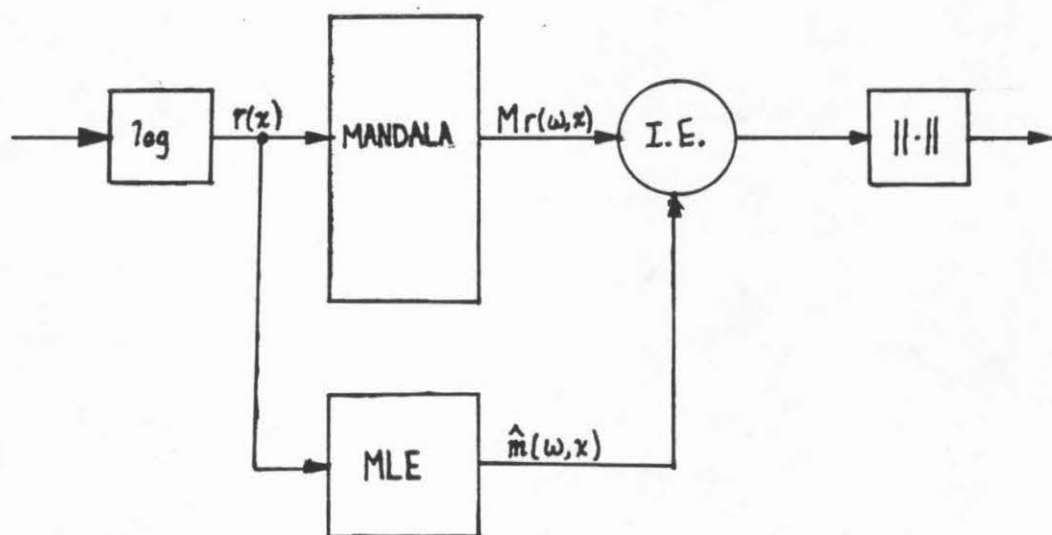 log
r(x)
MANDALA
Mr(ω,x)
I.E.
||·||
MLE
m̂(ω,x)